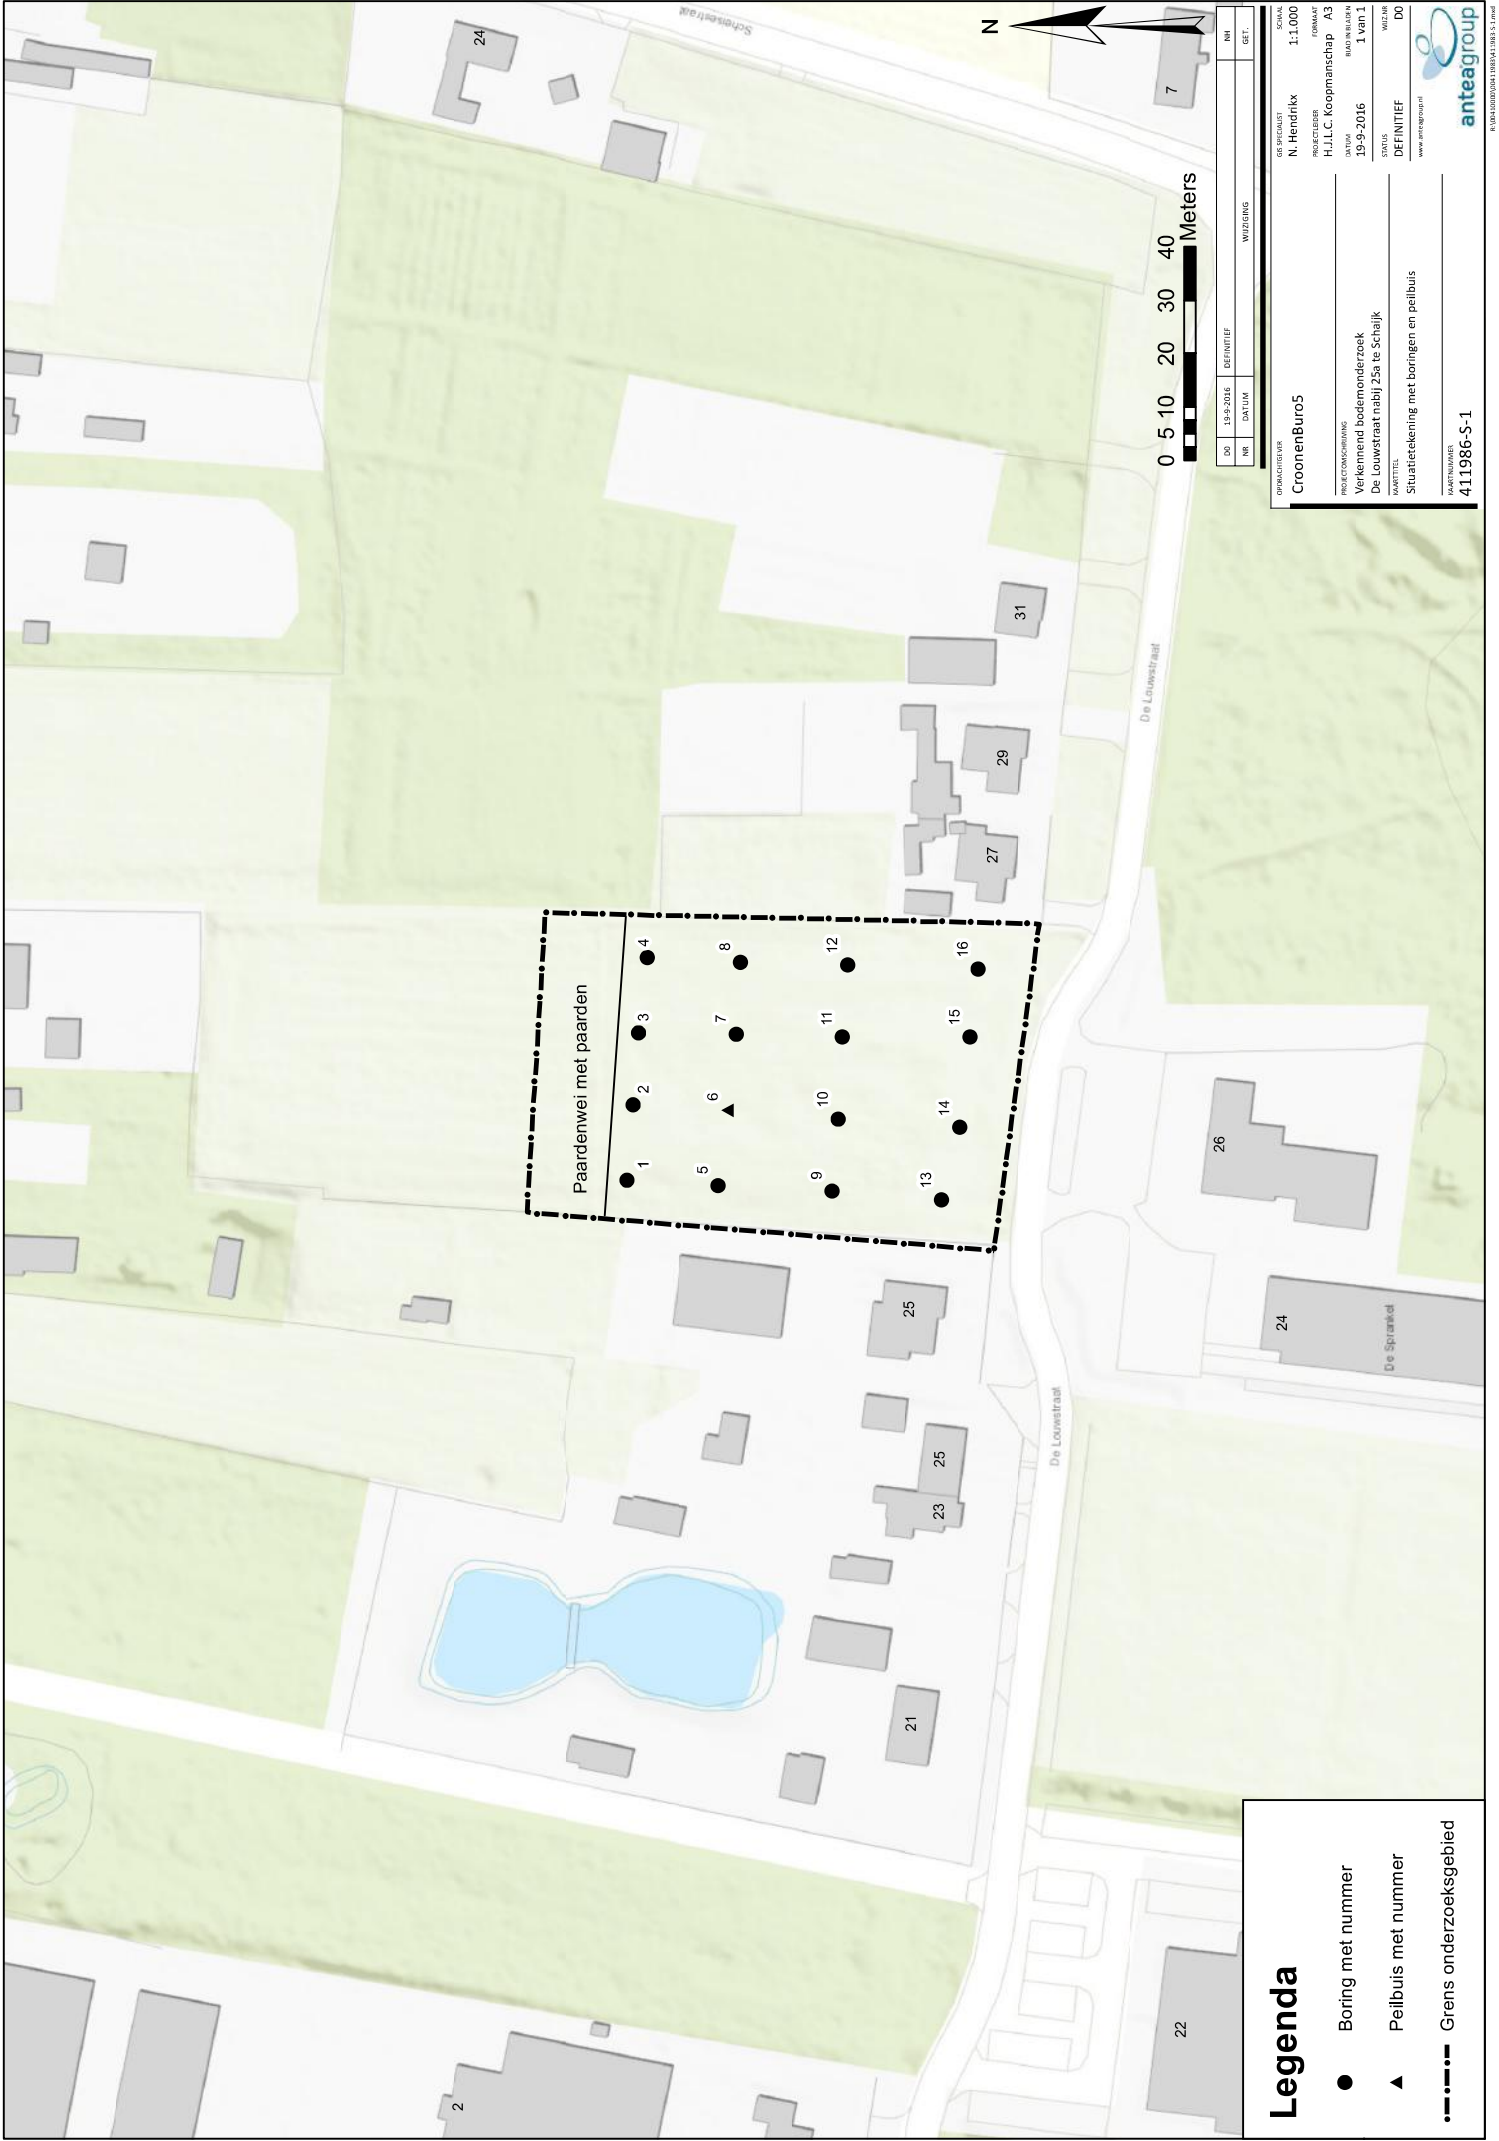 24
Schaiksestraat
N
7
Paardenwei met paarden
1
2
3
4
5
6
7
8
9
10
11
12
13
14
15
16
31
29
27
25
25
23
21
2
22
24
26
De Sprankel
De Louwstraat
De Louwstraat
0 5 10 20 30 40
Meters
D0 19-9-2016 DEFINITIEF NH
NR DATUM WIJZIGING GET.
OPDRACHTGEVER
CroonenBuro5
PROJECTOMSCHRIJVING
Verkennend bodemonderzoek
De Louwstraat nabij 25a te Schaijk
KAARTTITEL
Situatietekening met boringen en peilbuis
KAARTNUMMER
411986-S-1
GIS SPECIALIST SCHAAL
N. Hendrikx 1:1.000
PROJECTLEIDER FORMAAT
H.J.L.C. Koopmanschap A3
DATUM BLAD IN BLADEN
19-9-2016 1 van 1
STATUS WIJZ.NR
DEFINITIEF D0
www.anteagroup.nl
anteagroup
Legenda
Boring met nummer
Peilbuis met nummer
Grens onderzoeksgebied